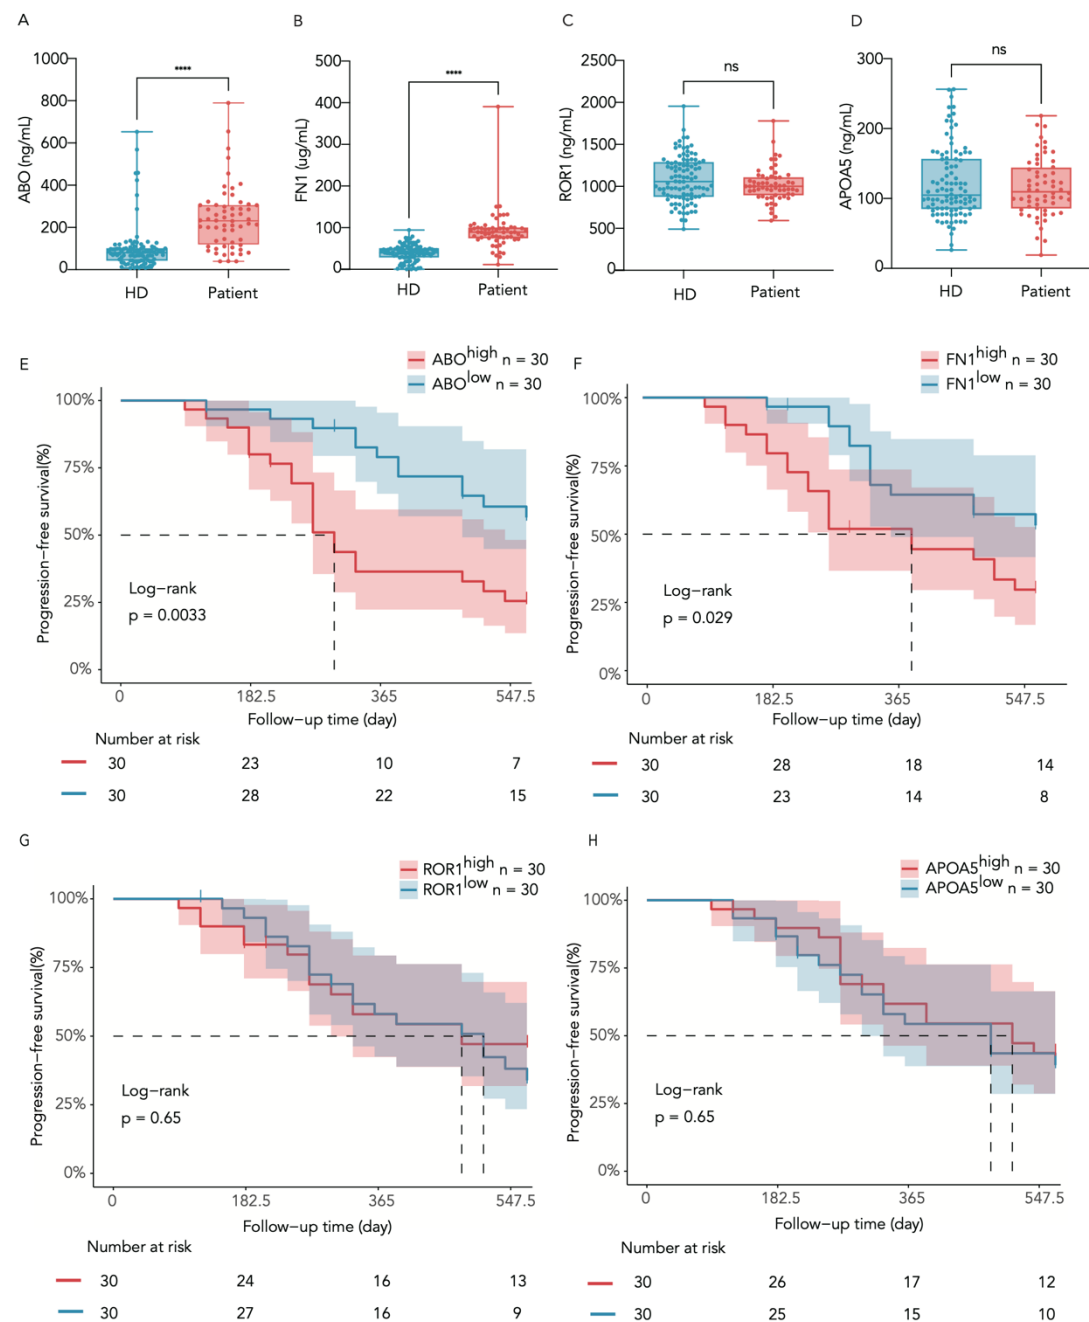 A
B
C
D
ABO (ng/mL)
1000
800
600
400
200
0
****
HD
Patient
FN1 (ug/mL)
500
400
300
200
100
0
****
HD
Patient
ROR1 (ng/mL)
2500
2000
1500
1000
500
0
ns
HD
Patient
APOA5 (ng/mL)
300
200
100
0
ns
HD
Patient
E
ABOhigh n = 30
ABOlow n = 30
Progression-free survival(%)
100%
75%
50%
25%
0%
Log-rank
p = 0.0033
0 182.5 365 547.5
Follow-up time (day)
Number at risk
30 23 10 7
30 28 22 15
F
FN1high n = 30
FN1low n = 30
Progression-free survival(%)
100%
75%
50%
25%
0%
Log-rank
p = 0.029
0 182.5 365 547.5
Follow-up time (day)
Number at risk
30 28 18 14
30 23 14 8
G
ROR1high n = 30
ROR1low n = 30
Progression-free survival(%)
100%
75%
50%
25%
0%
Log-rank
p = 0.65
0 182.5 365 547.5
Follow-up time (day)
Number at risk
30 24 16 13
30 27 16 9
H
APOA5high n = 30
APOA5low n = 30
Progression-free survival(%)
100%
75%
50%
25%
0%
Log-rank
p = 0.65
0 182.5 365 547.5
Follow-up time (day)
Number at risk
30 26 17 12
30 25 15 10